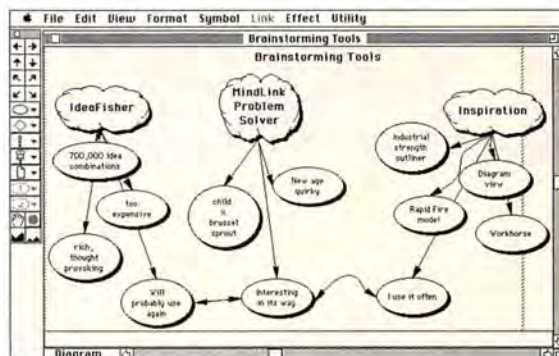 File Edit View Format Symbol Link Effect Utility
Brainstorming Tools
Brainstorming Tools
IdeaFisher
MindLink
Problem
Solver
Inspiration
700,000 idea
combinations
too
expensive
rich,
thought
provoking
Will
probably use
again
child
&
brussel
sprout
New age
quirky
Interesting
in its way
Industrial
strength
outliner
Diagram
view
Rapid Fire
model
Workhorse
I use it often
Diagram